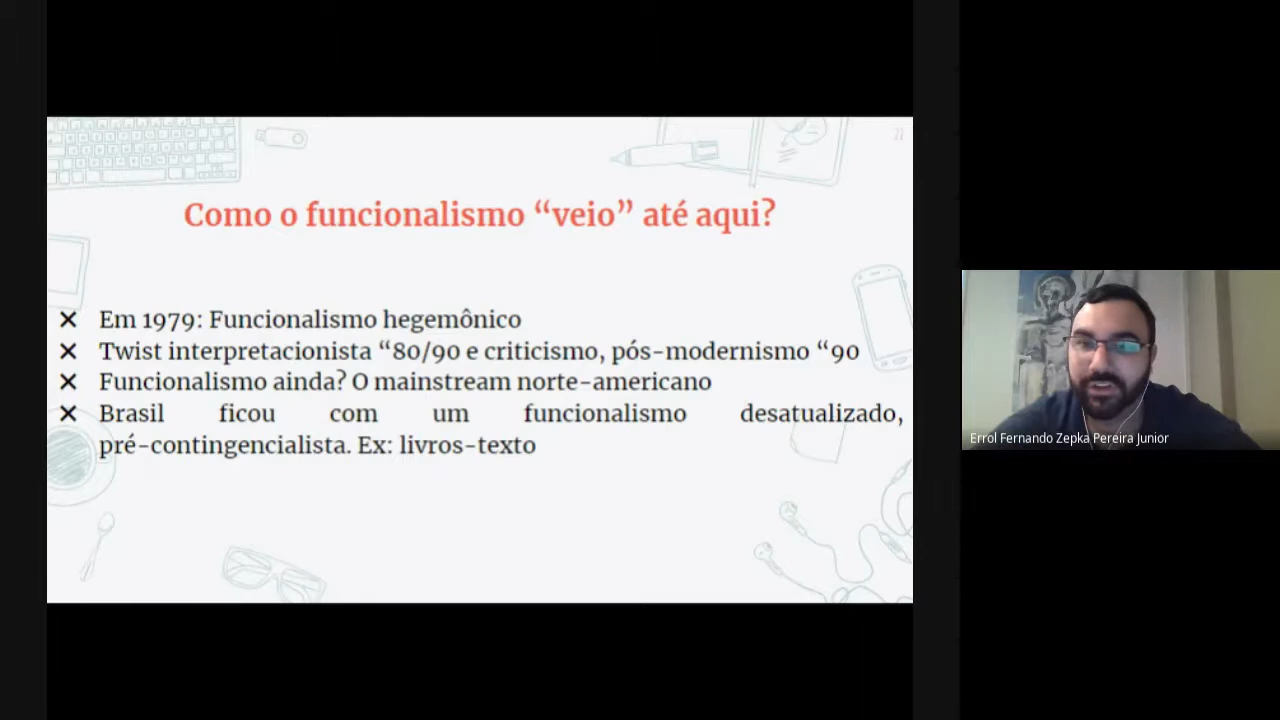 22
Como o funcionalismo “veio” até aqui?
Em 1979: Funcionalismo hegemônico
Twist interpretacionista “80/90 e criticismo, pós-modernismo “90
Funcionalismo ainda? O mainstream norte-americano
Brasil ficou com um funcionalismo desatualizado,
pré-contingencialista. Ex: livros-texto
Errol Fernando Zepka Pereira Junior